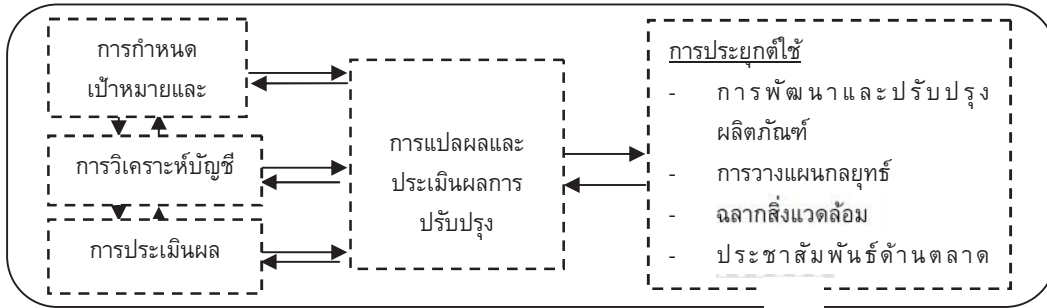 การกำหนด
เป้าหมายและ
การวิเคราะห์บัญชี
การประเมินผล
การแปลผลและ
ประเมินผลการ
ปรับปรุง
การประยุกต์ใช้
- การพัฒนาและปรับปรุง
ผลิตภัณฑ์
- การวางแผนกลยุทธ์
- ฉลากสิ่งแวดล้อม
- ประชาสัมพันธ์ด้านตลาด